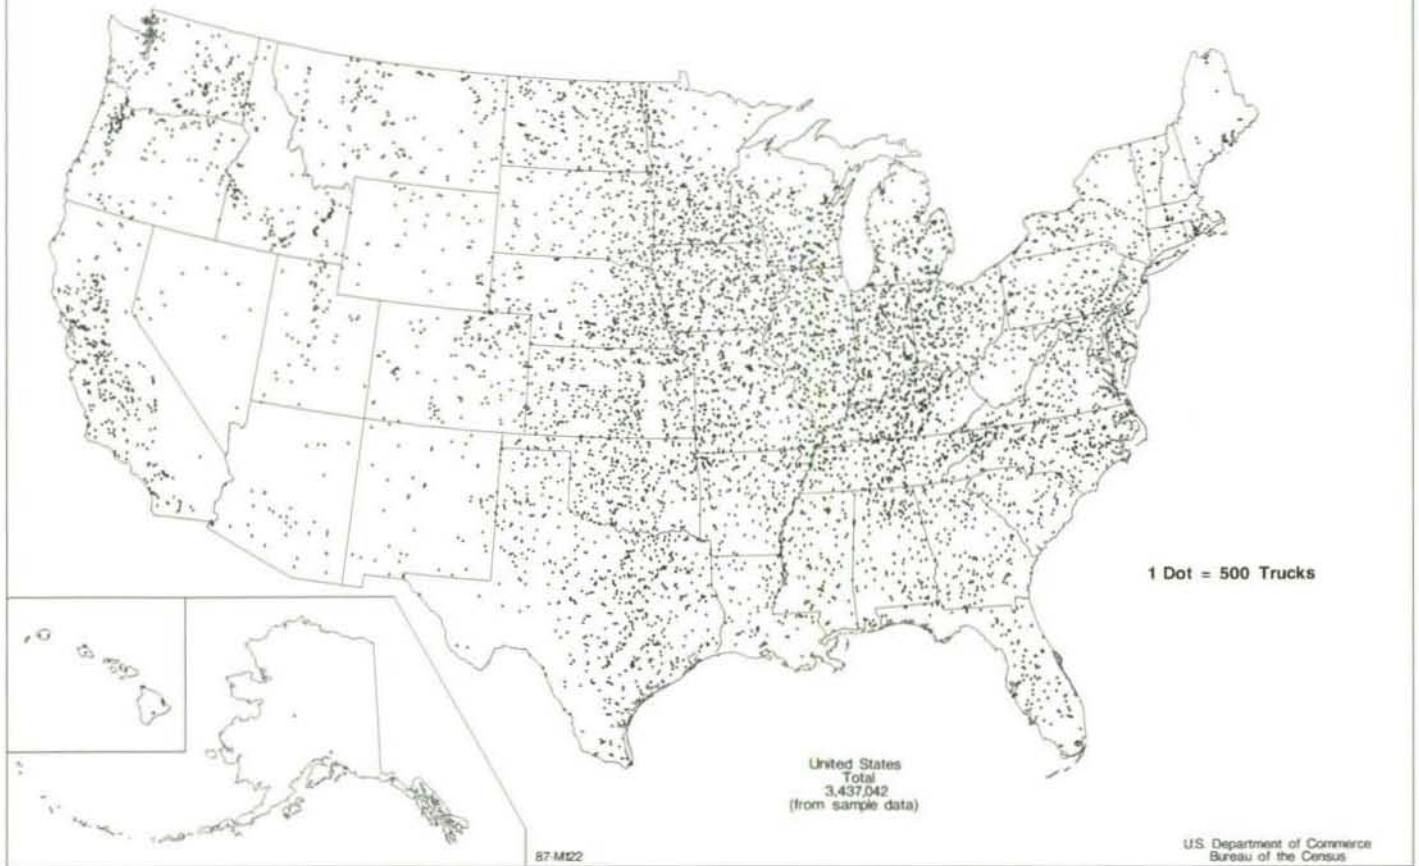 1 Dot = 500 Trucks
United States
Total
3,437,042
(from sample data)
87-M122
U.S. Department of Commerce
Bureau of the Census